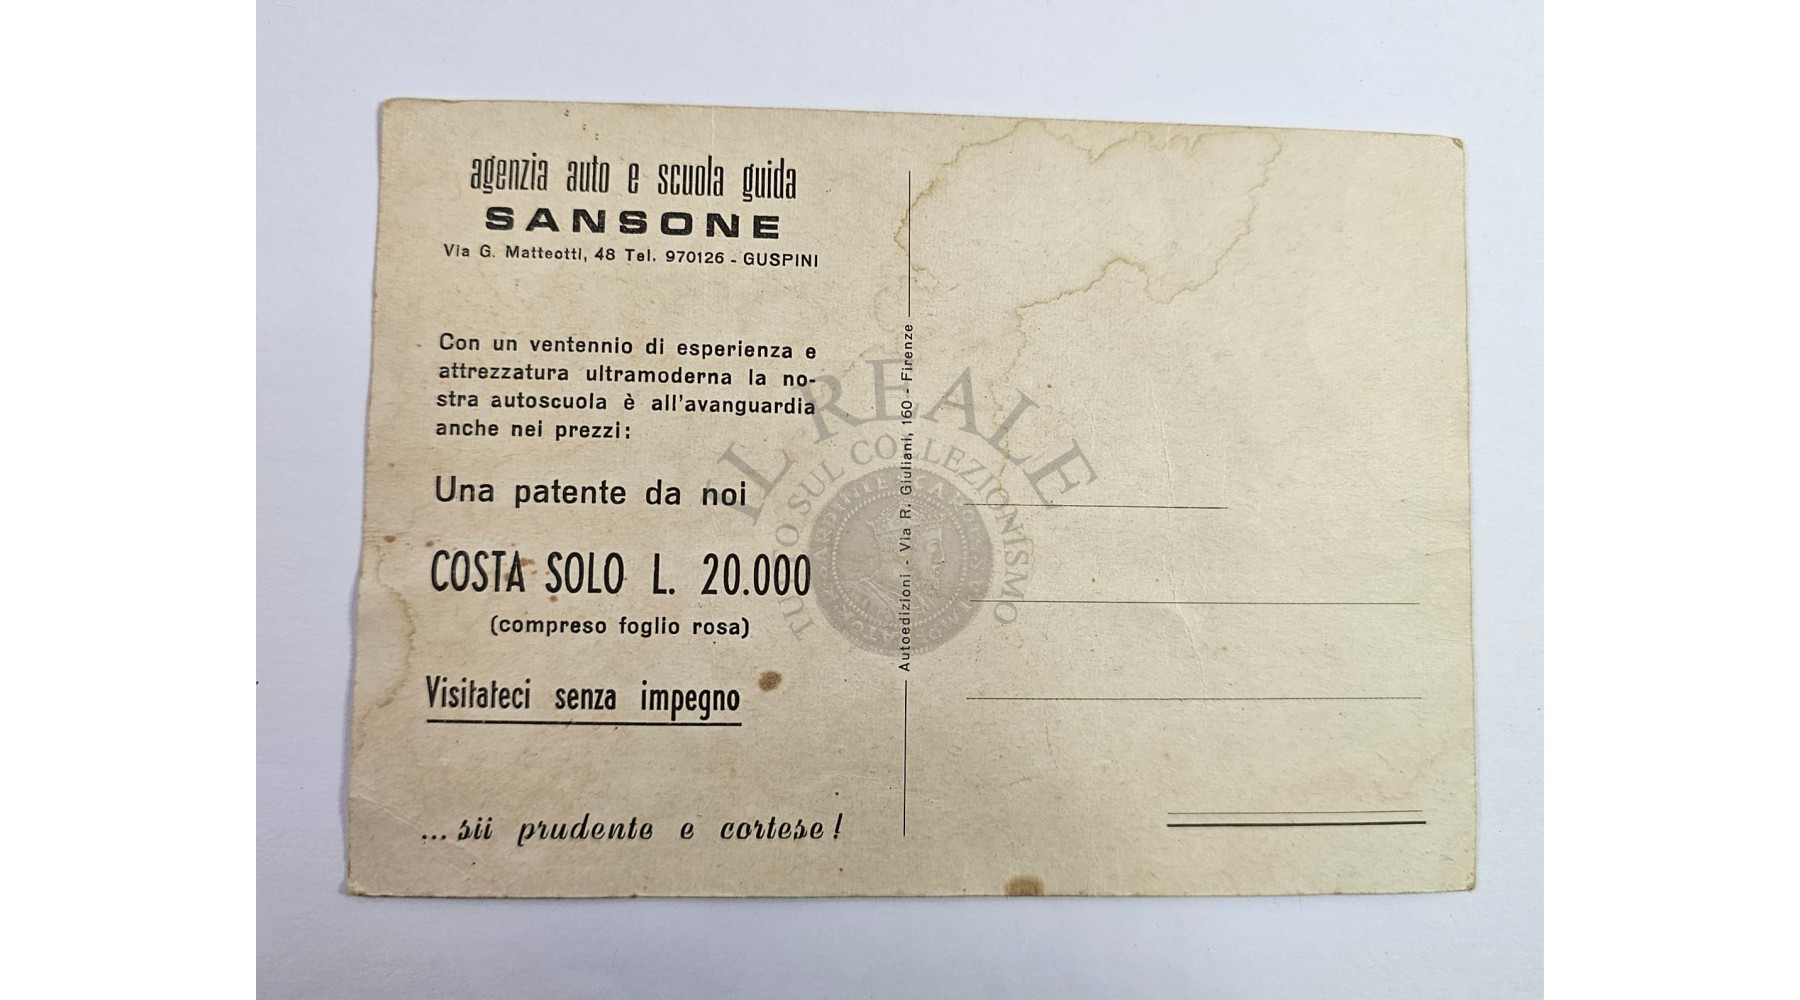 agenzia auto e scuola guida
SANSONE
Via G. Matteotti, 48 Tel. 970126 - GUSPINI
Con un ventennio di esperienza e
attrezzatura ultramoderna la no-
stra autoscuola è all'avanguardia
anche nei prezzi:
Una patente da noi
COSTA SOLO L. 20.000
(compreso foglio rosa)
Visitateci senza impegno
...sii prudente e cortese!
Autoedizioni - Via R. Giuliani, 160 - Firenze
IL REALE
TUTTO SUL COLLEZIONISMO